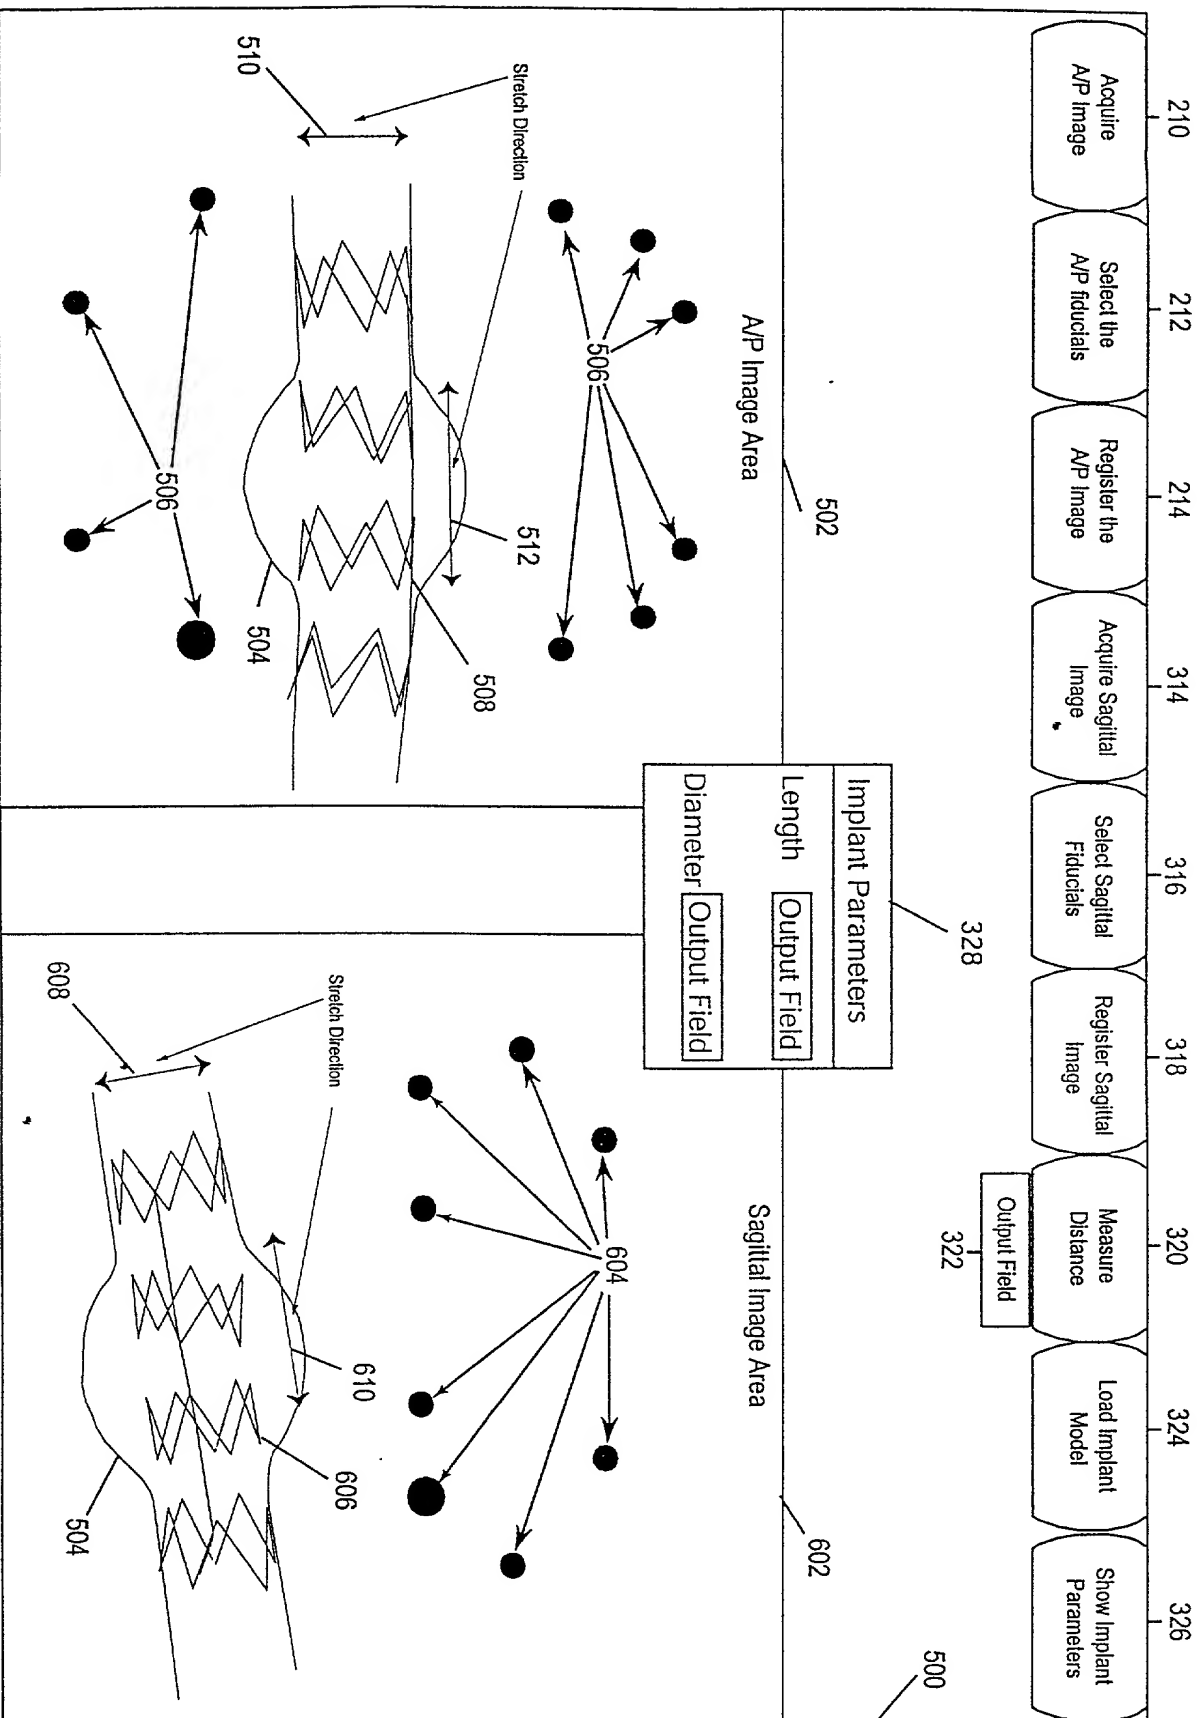 210
212
214
314
316
318
320
324
326
Acquire
A/P Image
Select the
A/P fiducials
Register the
A/P Image
Acquire Sagittal
Image
Select Sagittal
Fiducials
Register Sagittal
Image
Measure
Distance
Load Implant
Model
Show Implant
Parameters
Output Field
322
500
328
502
602
Implant Parameters
Length Output Field
Diameter Output Field
A/P Image Area
Sagittal Image Area
506
604
Stretch Direction
512
508
510
506
504
Stretch Direction
610
606
608
504